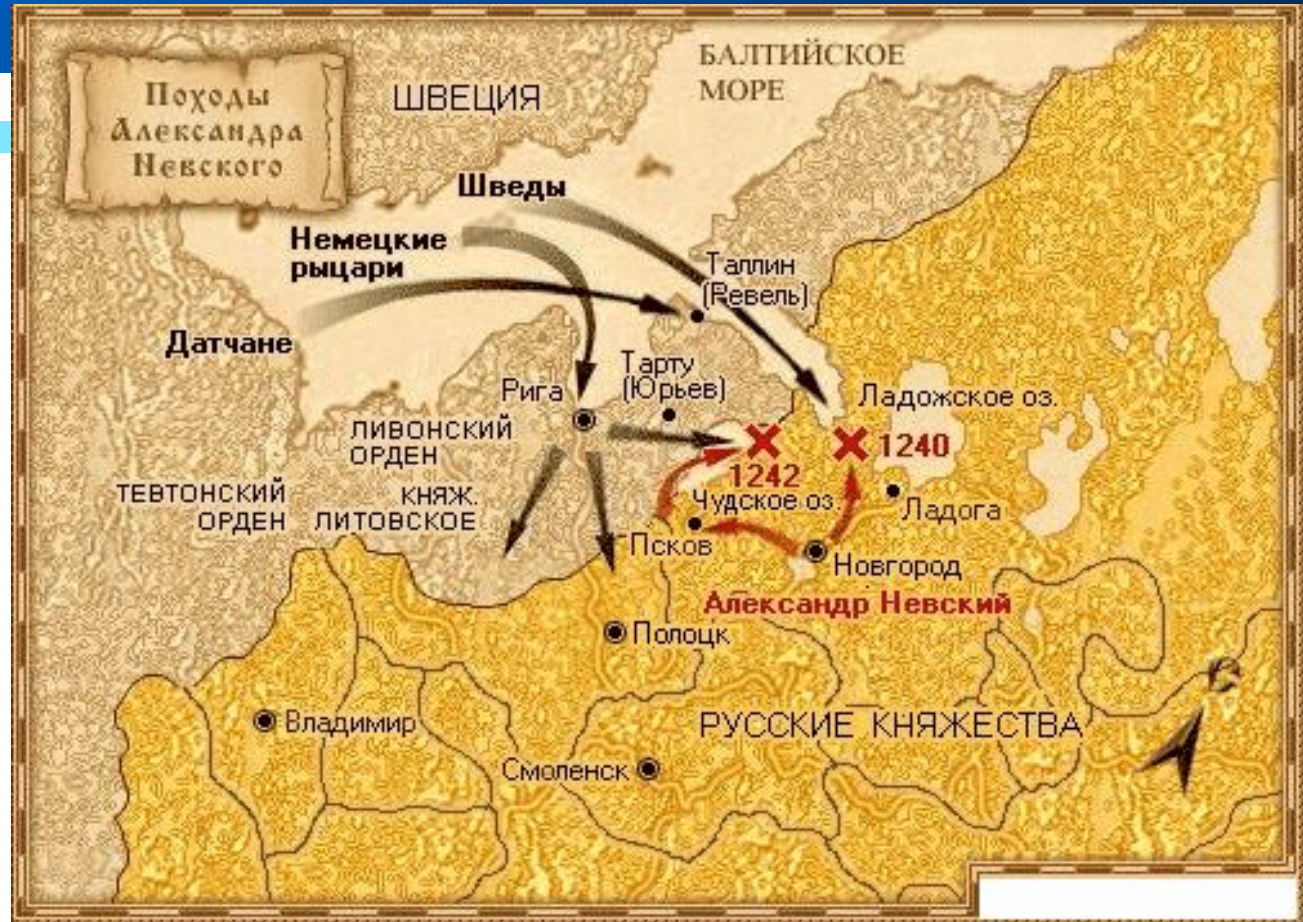 Походы
Александра
Невского
ШВЕЦИЯ
БАЛТИЙСКОЕ
МОРЕ
Шведы
Немецкие
рыцари
Датчане
Таллин
(Ревель)
Рига
Тарту
(Юрьев)
Ладожское оз.
ЛИВОНСКИЙ
ОРДЕН
1242
1240
ТЕВТОНСКИЙ
ОРДЕН
КНЯЖ.
ЛИТОВСКОЕ
Чудское оз.
Ладога
Псков
Новгород
Александр Невский
Полоцк
Владимир
РУССКИЕ КНЯЖЕСТВА
Смоленск
С